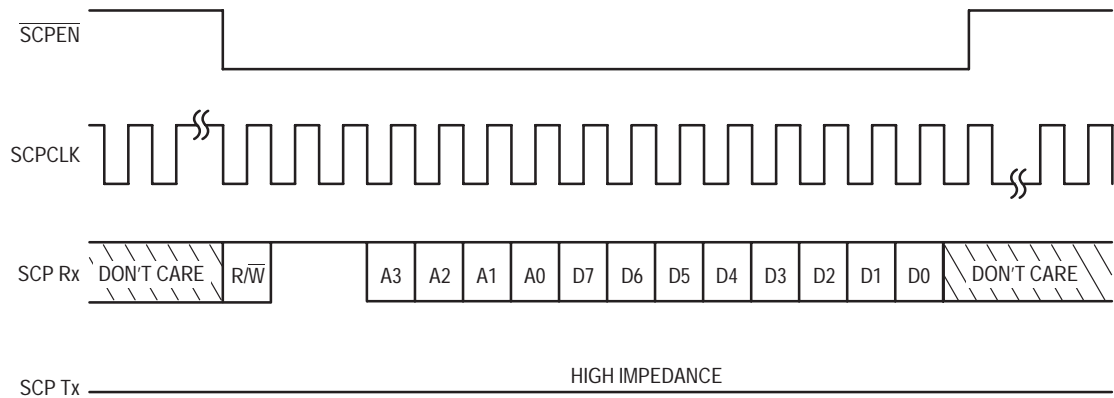 S̅C̅P̅E̅N̅
SCPCLK
SCP Rx DON'T CARE R/W̅ A3 A2 A1 A0 D7 D6 D5 D4 D3 D2 D1 D0 DON'T CARE
HIGH IMPEDANCE
SCP Tx